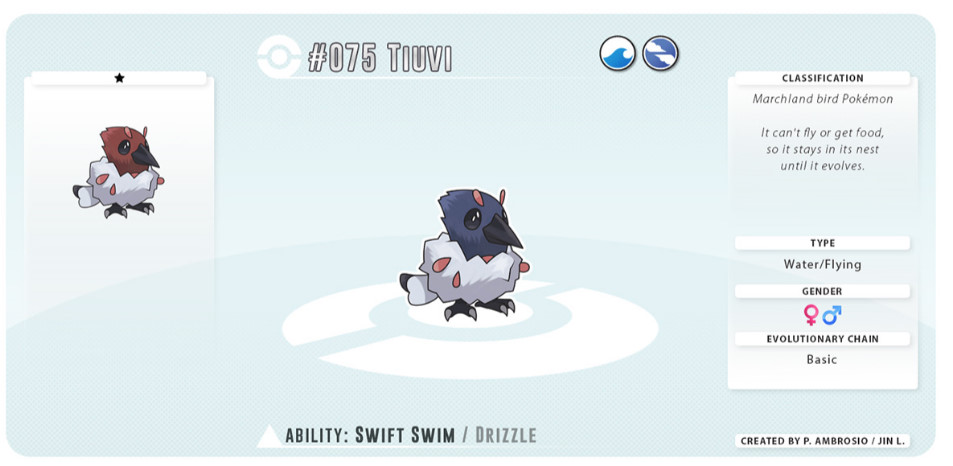 #075 Tiuvi
★
CLASSIFICATION
Marchland bird Pokémon
It can't fly or get food,
so it stays in its nest
until it evolves.
TYPE
Water/Flying
GENDER
♀♂
EVOLUTIONARY CHAIN
Basic
ABILITY: SWIFT SWIM / DRIZZLE
CREATED BY P. AMBROSIO / JIN L.